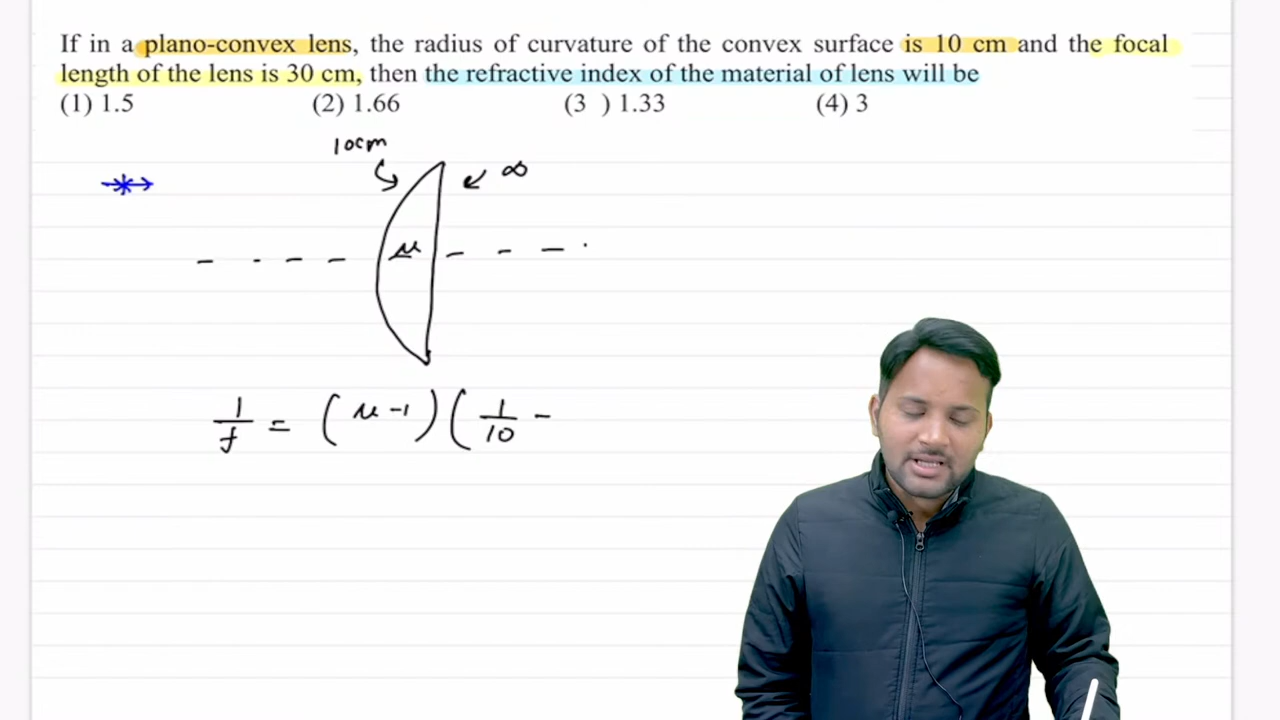 If in a plano-convex lens, the radius of curvature of the convex surface is 10 cm and the focal
length of the lens is 30 cm, then the refractive index of the material of lens will be
(1) 1.5 (2) 1.66 (3 ) 1.33 (4) 3
10cm
∞
μ
1/f = (μ-1)(1/10 -